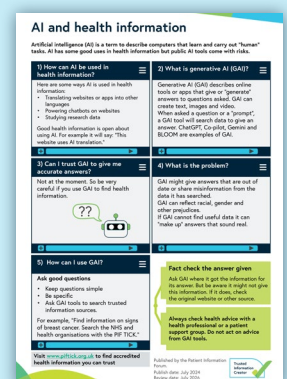 AI and health information
Artificial intelligence (AI) is a term to describe computers that learn and carry out "human"
tasks. AI has some good uses in health information but public AI tools come with risks.
1) How can AI be used in
health information?
Here are some ways AI is used in health
information:
• Translating websites or apps into other
languages
• Powering chatbots on websites
• Studying research data
Good health information is open about
using AI. For example it will say: "This
website uses AI translation."
2) What is generative AI (GAI)?
Generative AI (GAI) describes online
tools or apps that give or "generate"
answers to questions asked. GAI can
create text, images and video.
When asked a question or a "prompt",
a GAI tool will search data to give an
answer. ChatGPT, Co-pilot, Gemini and
BLOOM are examples of GAI.
3) Can I trust GAI to give me
accurate answers?
Not at the moment. So be very
careful if you use GAI to find health
information.
??
4) What is the problem?
GAI might give answers that are out of
date or share misinformation from the
data it has searched.
GAI can reflect racial, gender and
other prejudices.
If GAI cannot find useful data it can
"make up" answers that sound real.
5) How can I use GAI?
Ask good questions
• Keep questions simple
• Be specific
• Ask GAI tools to search trusted
information sources.
For example, "Find information on signs
of breast cancer. Search the NHS and
health organisations with the PIF TICK."
Fact check the answer given
Ask GAI where it got the information for
its answer. But be aware it might not give
this information. If it does, check
the original website or other source.
Always check health advice with a
health professional or a patient
support group. Do not act on advice
from GAI tools.
Visit www.piftick.org.uk to find accredited
health information you can trust
Published by the Patient Information
Forum.
Publish date: July 2024
Review date: July 2026
Trusted
Information
Creator